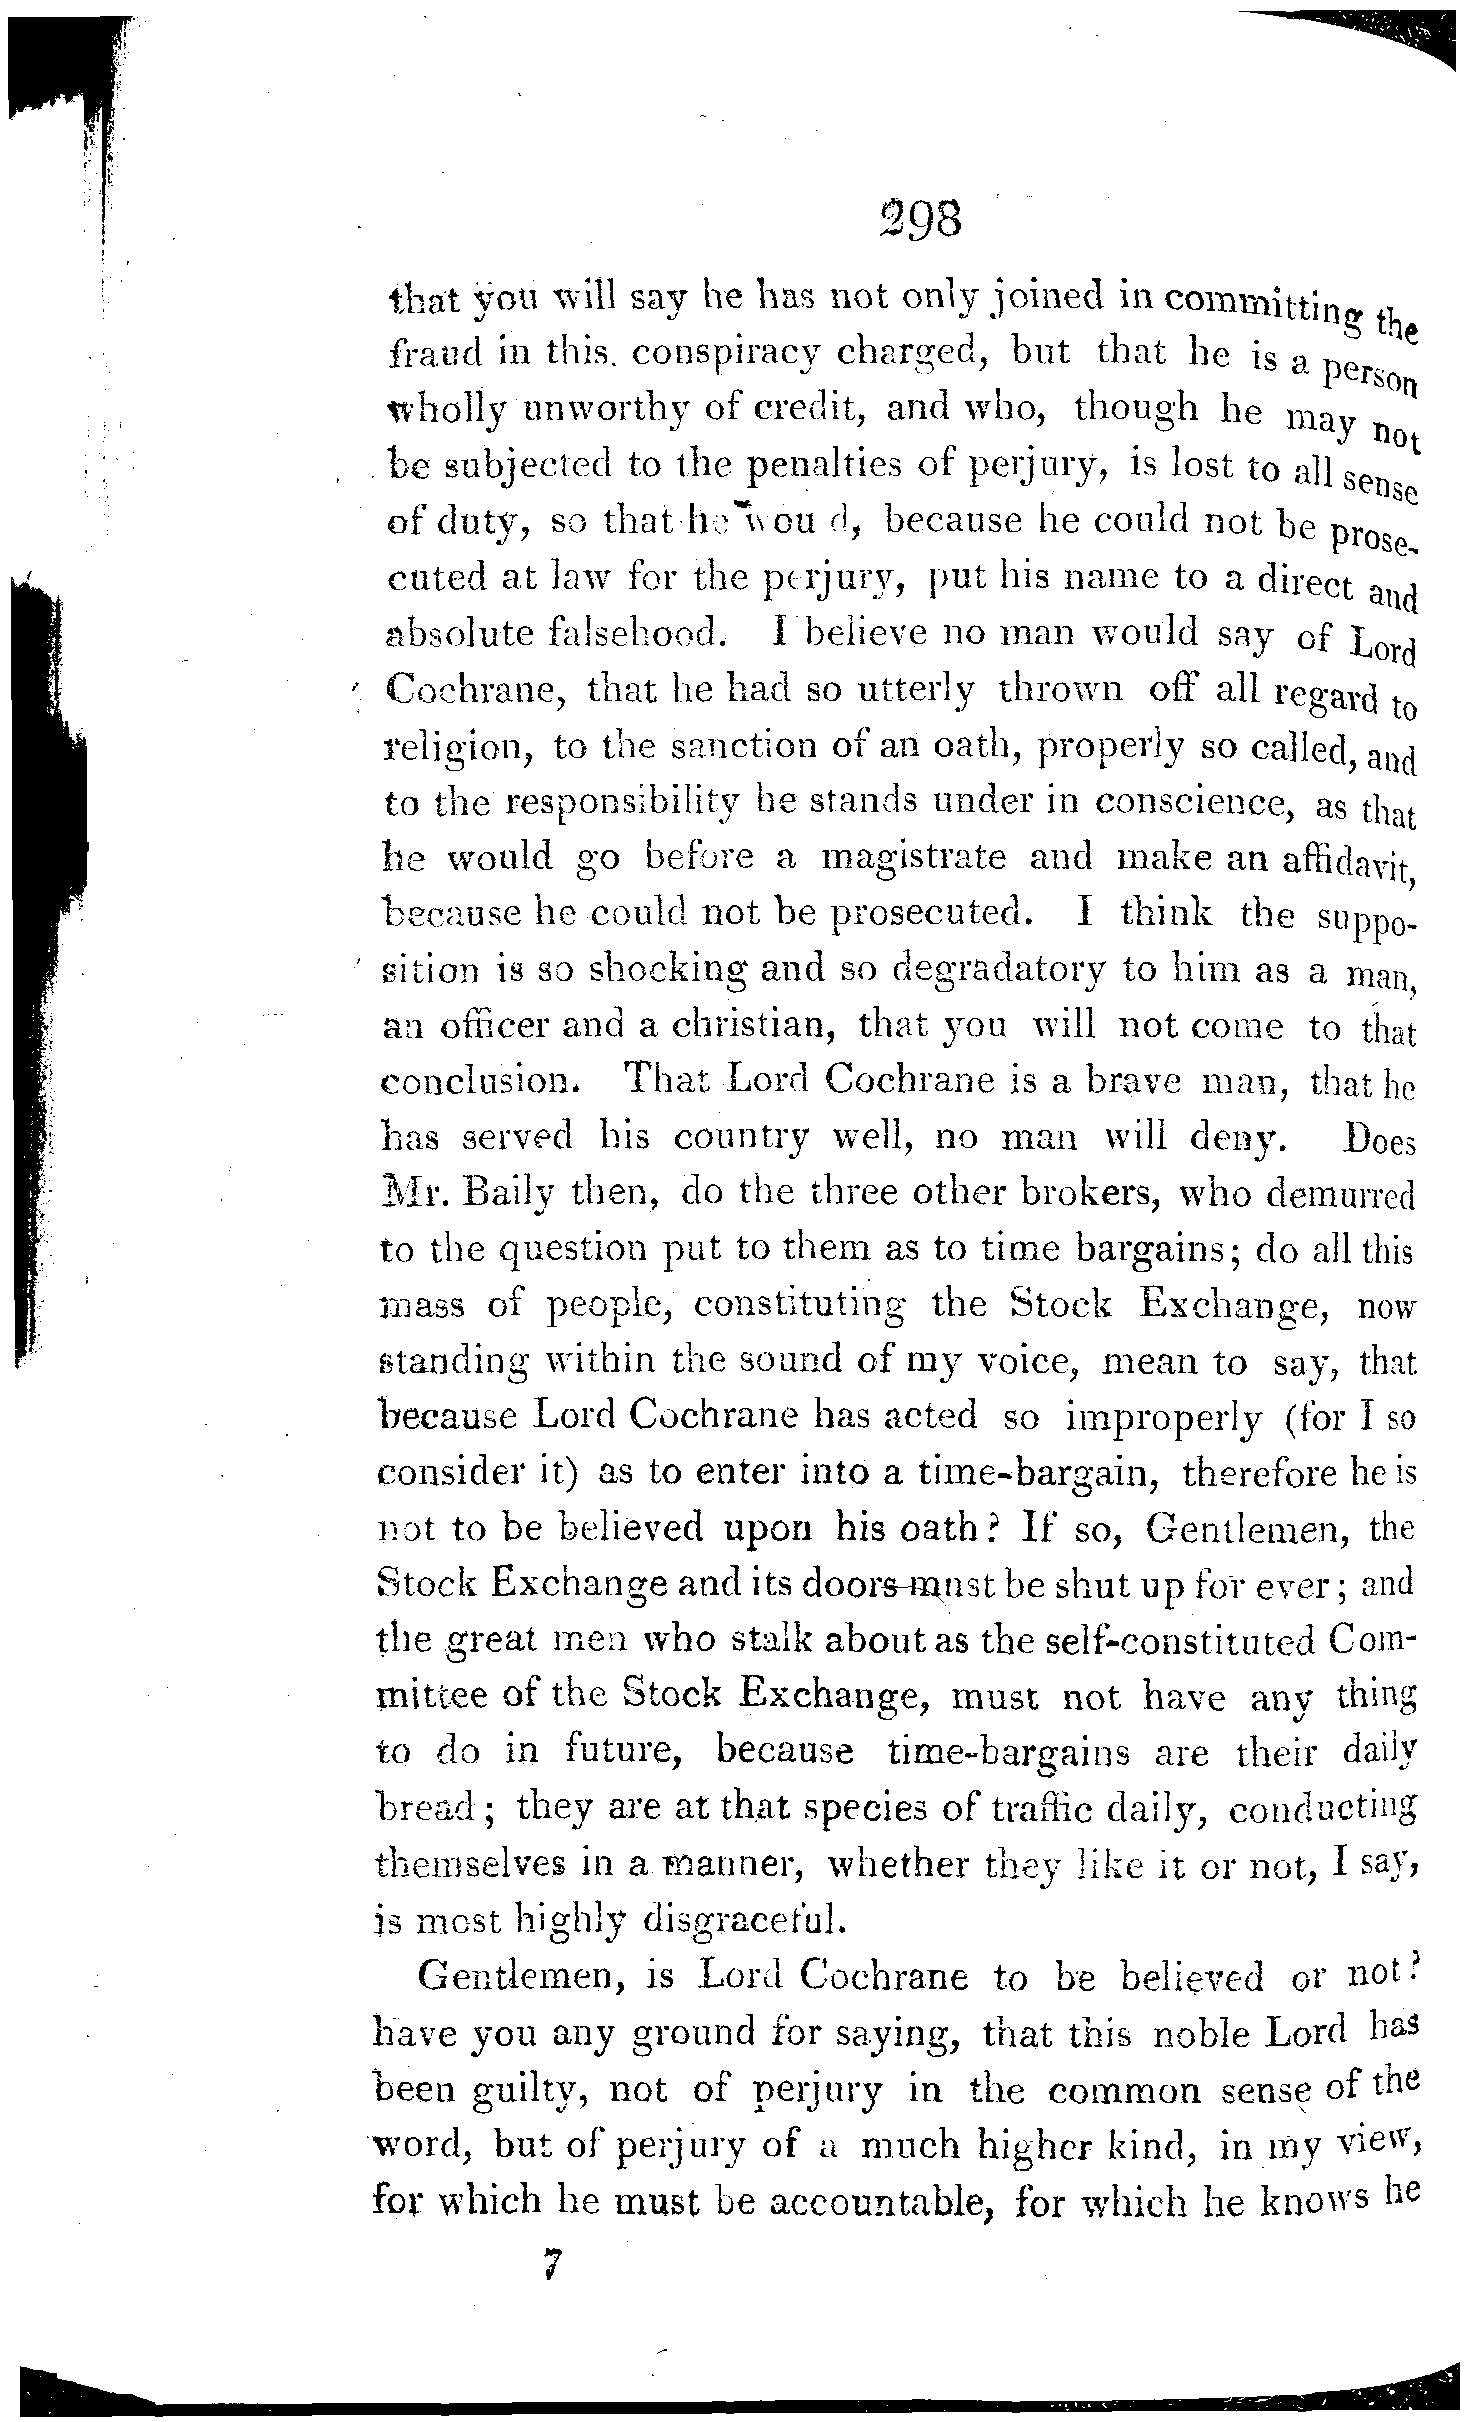 298
that you will say he has not only joined in committing the
fraud in this conspiracy charged, but that he is a person
wholly unworthy of credit, and who, though he may not
be subjected to the penalties of perjury, is lost to all sense
of duty, so that he wou d, because he could not be prose-
cuted at law for the perjury, put his name to a direct and
absolute falsehood. I believe no man would say of Lord
Cochrane, that he had so utterly thrown off all regard to
religion, to the sanction of an oath, properly so called, and
to the responsibility he stands under in conscience, as that
he would go before a magistrate and make an affidavit,
because he could not be prosecuted. I think the suppo-
sition is so shocking and so degradatory to him as a man,
an officer and a christian, that you will not come to that
conclusion. That Lord Cochrane is a brave man, that he
has served his country well, no man will deny. Does
Mr. Baily then, do the three other brokers, who demurred
to the question put to them as to time bargains; do all this
mass of people, constituting the Stock Exchange, now
standing within the sound of my voice, mean to say, that
because Lord Cochrane has acted so improperly (for I so
consider it) as to enter into a time-bargain, therefore he is
not to be believed upon his oath? If so, Gentlemen, the
Stock Exchange and its doors must be shut up for ever; and
the great men who stalk about as the self-constituted Com-
mittee of the Stock Exchange, must not have any thing
to do in future, because time-bargains are their daily
bread; they are at that species of traffic daily, conducting
themselves in a manner, whether they like it or not, I say,
is most highly disgraceful.
Gentlemen, is Lord Cochrane to be believed or not?
have you any ground for saying, that this noble Lord has
been guilty, not of perjury in the common sense of the
word, but of perjury of a much higher kind, in my view,
for which he must be accountable, for which he knows he
7